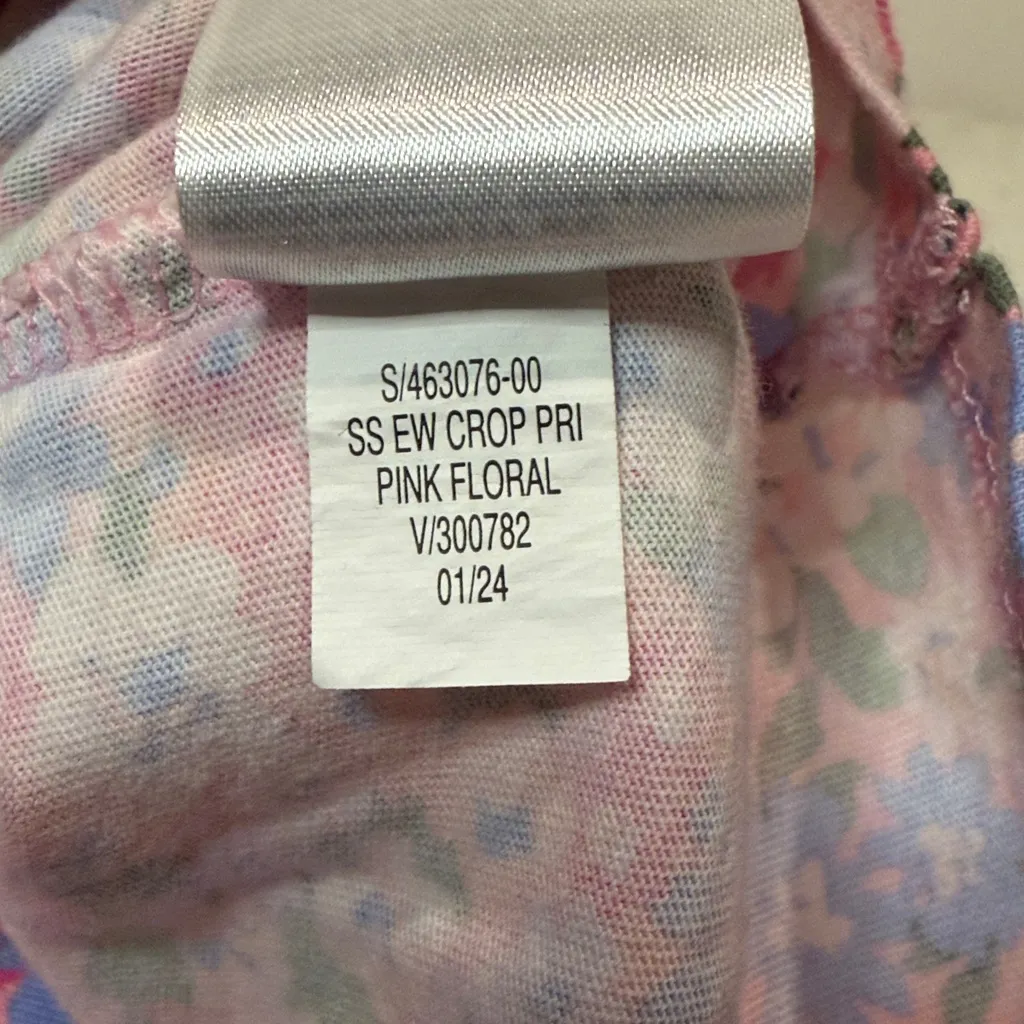 S/463076-00
SS EW CROP PRI
PINK FLORAL
V/300782
01/24